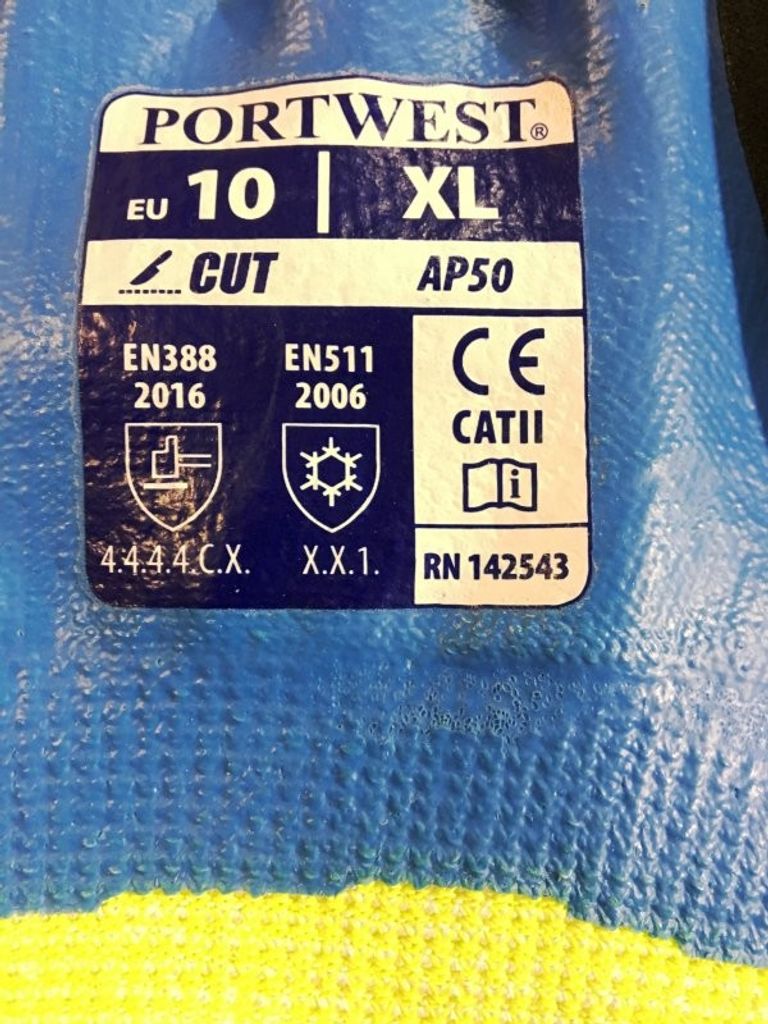 PORTWEST®
EU 10 | XL
CUT AP50
EN388 2016
EN511 2006
CE
CATII
i
4.4.4.4.C.X.
X.X.1.
RN 142543